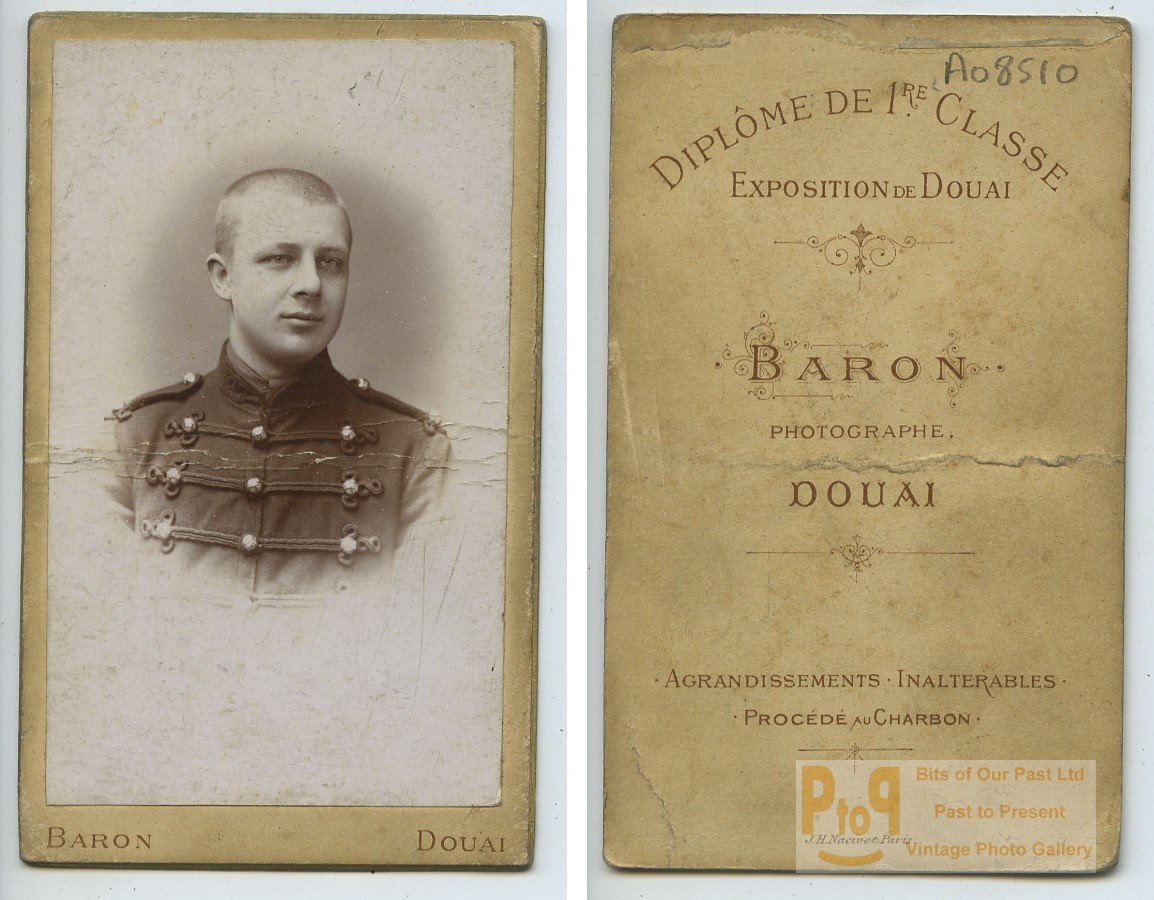 BARON DOUAI
A08510
DIPLÔME DE 1RE CLASSE
EXPOSITION DE DOUAI
BARON
PHOTOGRAPHE.
DOUAI
· AGRANDISSEMENTS · INALTERABLES ·
· PROCÉDÉ AU CHARBON ·
PtoP
Bits of Our Past Ltd
Past to Present
J.H. Paris
Vintage Photo Gallery